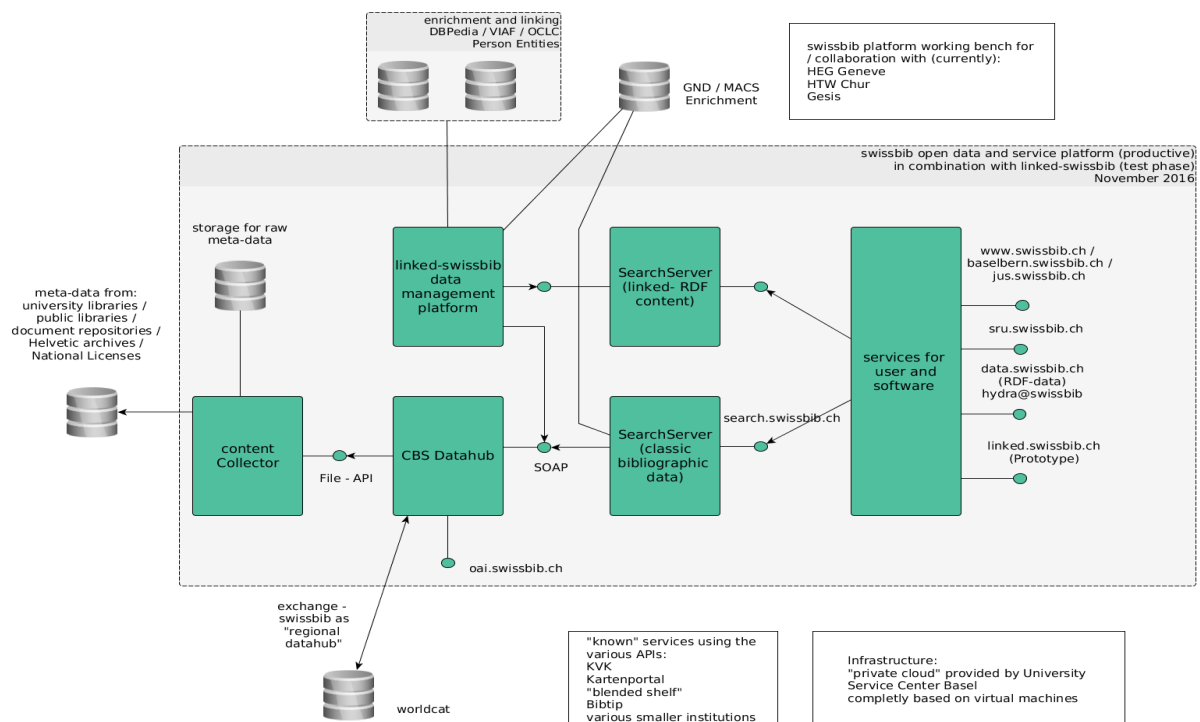 enrichment and linking
DBPedia / VIAF / OCLC
Person Entities
GND / MACS
Enrichment
swissbib platform working bench for
/ collaboration with (currently):
HEG Geneve
HTW Chur
Gesis
swissbib open data and service platform (productive)
in combination with linked-swissbib (test phase)
November 2016
storage for raw
meta-data
linked-swissbib
data
management
platform
SearchServer
(linked- RDF
content)
services for
user and
software
www.swissbib.ch /
baselbern.swissbib.ch /
jus.swissbib.ch
sru.swissbib.ch
data.swissbib.ch
(RDF-data)
hydra@swissbib
linked.swissbib.ch
(Prototype)
meta-data from:
university libraries /
public libraries /
document repositories /
Helvetic archives /
National Licenses
content
Collector
File - API
CBS Datahub
SOAP
SearchServer
(classic
bibliographic
data)
search.swissbib.ch
oai.swissbib.ch
exchange -
swissbib as
"regional
datahub"
worldcat
"known" services using the
various APIs:
KVK
Kartenportal
"blended shelf"
Bibtip
various smaller institutions
Infrastructure:
"private cloud" provided by University
Service Center Basel
completly based on virtual machines